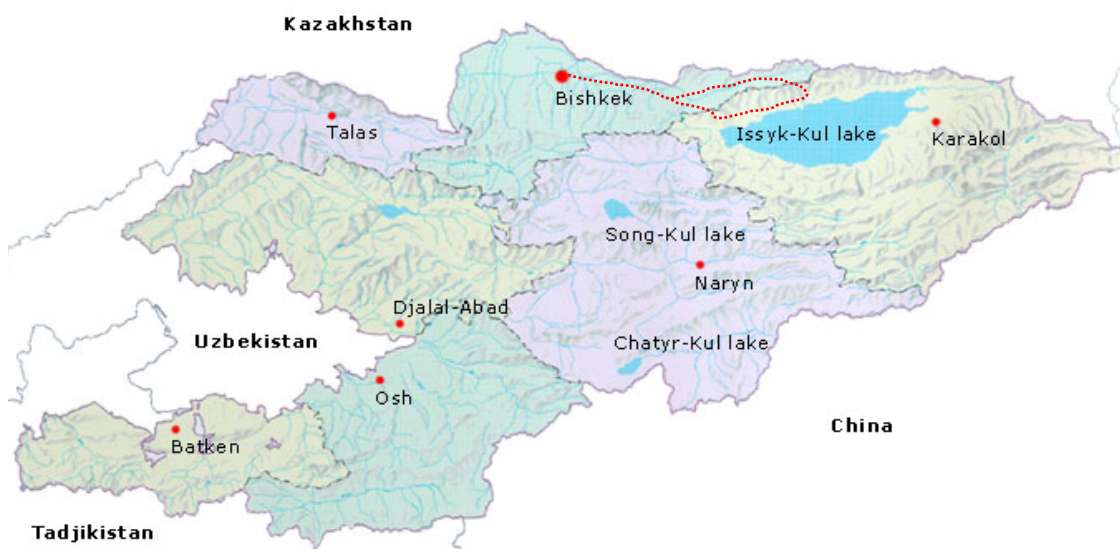 Kazakhstan
Bishkek
Talas
Issyk-Kul lake
Karakol
Song-Kul lake
Naryn
Djalal-Abad
Uzbekistan
Chatyr-Kul lake
Osh
China
Batken
Tadjikistan